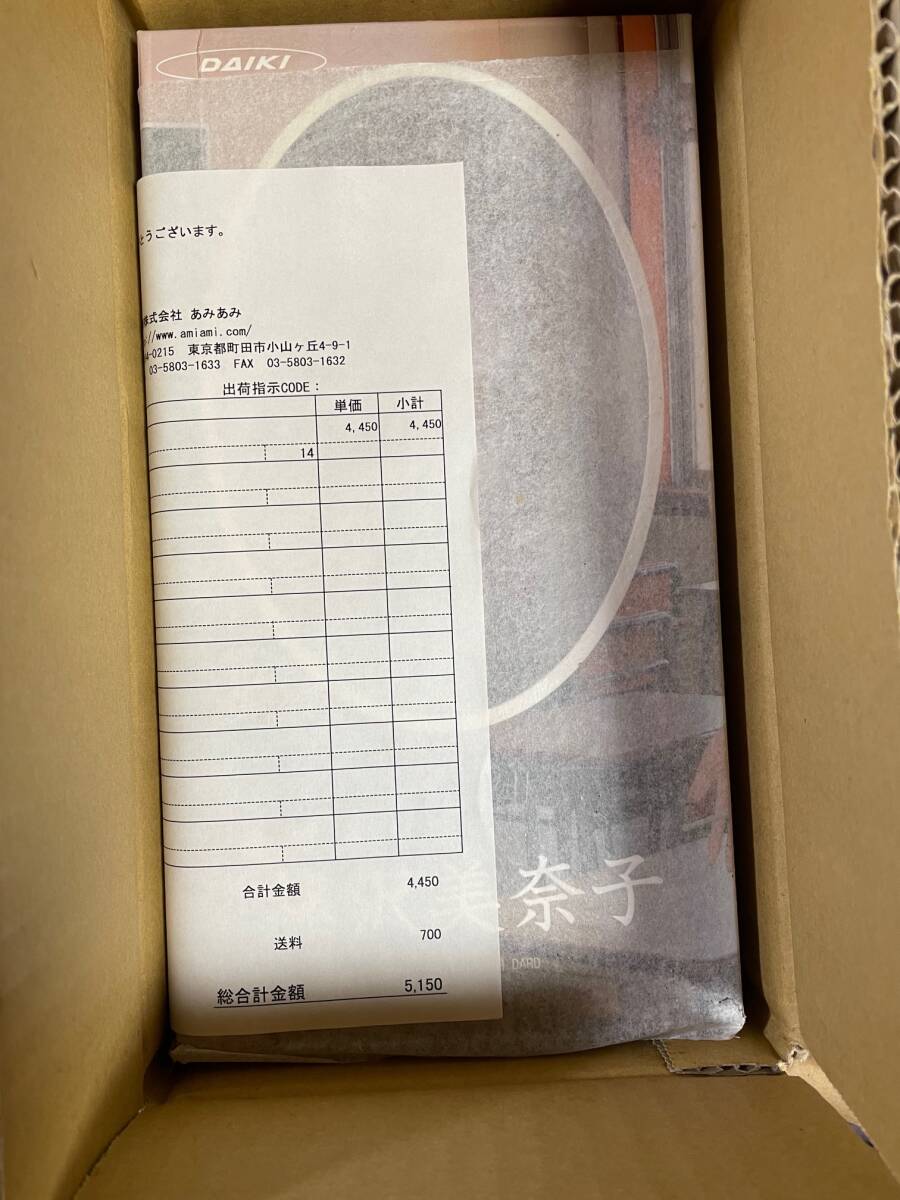 DAIKI
とうございます。
株式会社 あみあみ
://www.amiami.com/
4-0215 東京都町田市小山ヶ丘4-9-1
03-5803-1633 FAX 03-5803-1632
出荷指示CODE:
単価 小計
4,450 4,450
14
合計金額 4,450
送料 700
総合計金額 5,150
美奈子
DARD